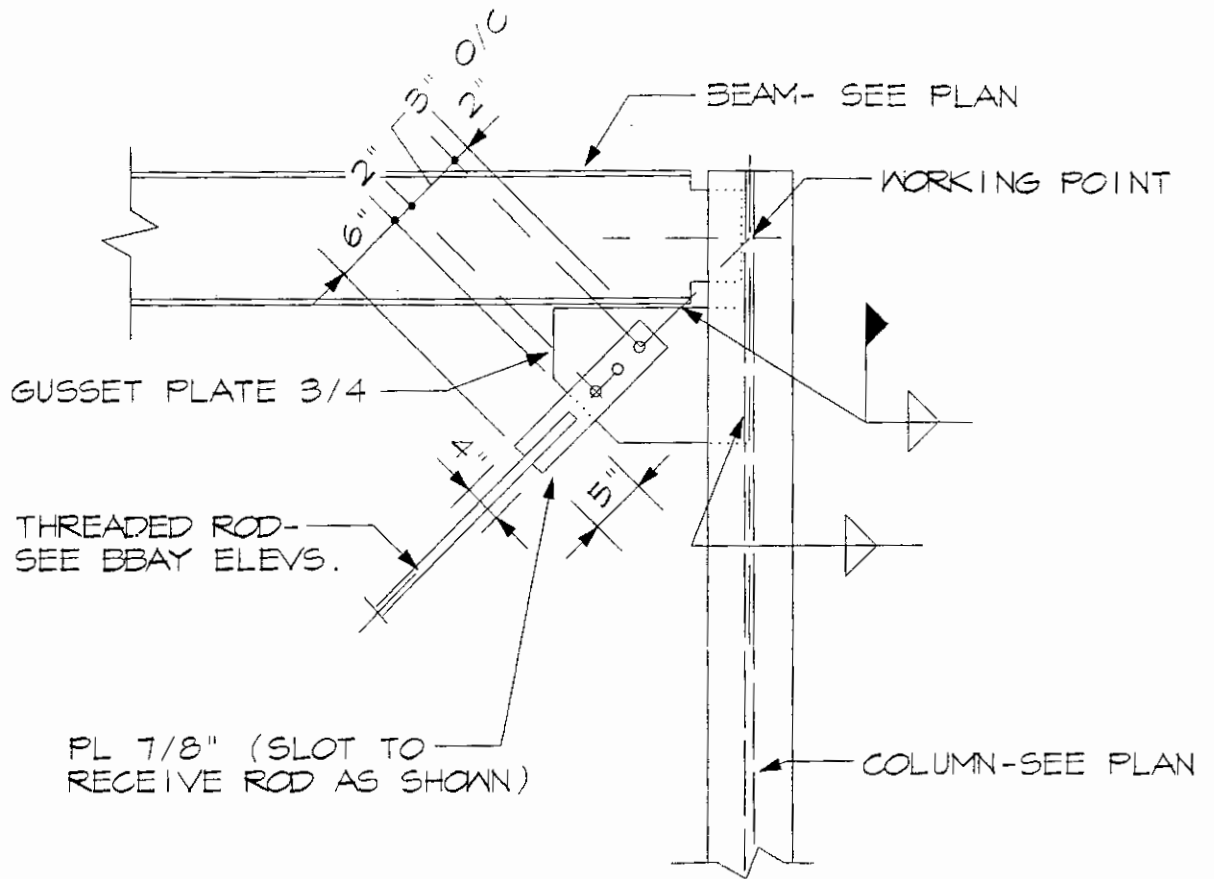 3" O/C
2"
BEAM- SEE PLAN
2"
WORKING POINT
6"
GUSSET PLATE 3/4
4"
5"
THREADED ROD-
SEE BBAY ELEVS.
PL 7/8" (SLOT TO
RECEIVE ROD AS SHOWN)
COLUMN-SEE PLAN